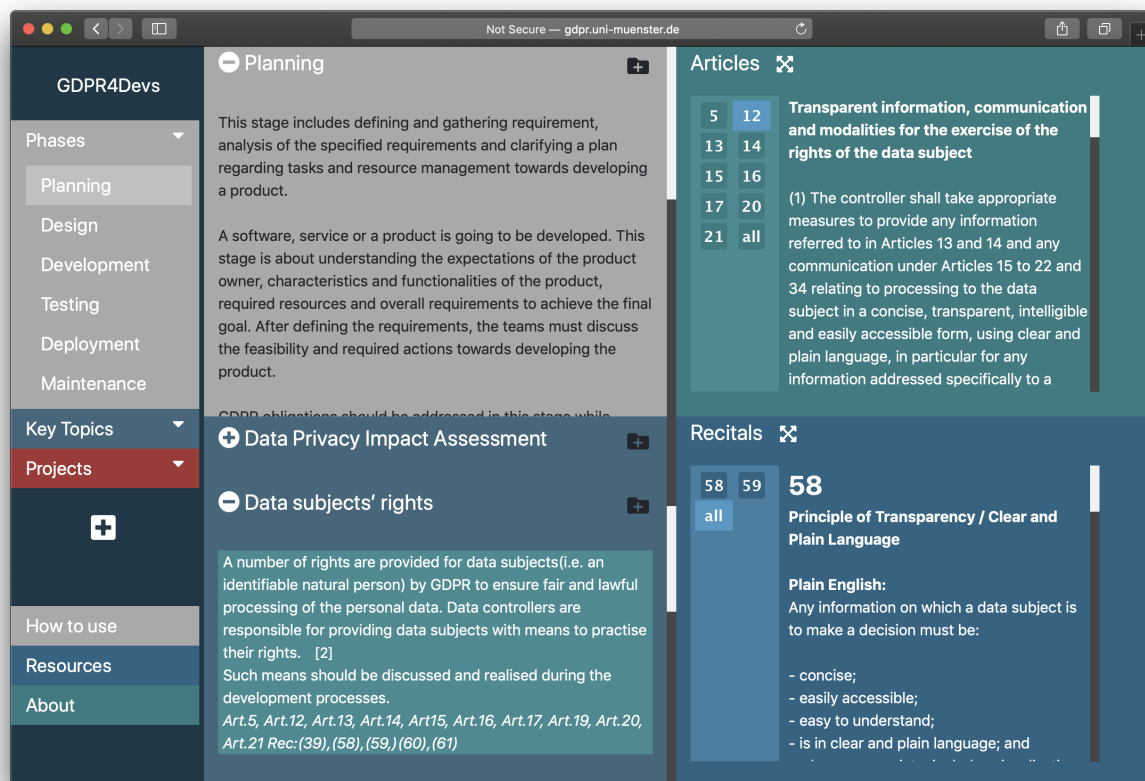 Not Secure — gdpr.uni-muenster.de
GDPR4Devs
Phases
Planning
Design
Development
Testing
Deployment
Maintenance
Key Topics
Projects
How to use
Resources
About
Planning
This stage includes defining and gathering requirement,
analysis of the specified requirements and clarifying a plan
regarding tasks and resource management towards developing
a product.
A software, service or a product is going to be developed. This
stage is about understanding the expectations of the product
owner, characteristics and functionalities of the product,
required resources and overall requirements to achieve the final
goal. After defining the requirements, the teams must discuss
the feasibility and required actions towards developing the
product.
GDPR obligations should be addressed in this stage while
Data Privacy Impact Assessment
Data subjects’ rights
A number of rights are provided for data subjects(i.e. an
identifiable natural person) by GDPR to ensure fair and lawful
processing of the personal data. Data controllers are
responsible for providing data subjects with means to practise
their rights. [2]
Such means should be discussed and realised during the
development processes.
Art.5, Art.12, Art.13, Art.14, Art15, Art.16, Art.17, Art.19, Art.20,
Art.21 Rec:(39),(58),(59,)(60),(61)
Articles
5 12
13 14
15 16
17 20
21 all
Transparent information, communication
and modalities for the exercise of the
rights of the data subject
(1) The controller shall take appropriate
measures to provide any information
referred to in Articles 13 and 14 and any
communication under Articles 15 to 22 and
34 relating to processing to the data
subject in a concise, transparent, intelligible
and easily accessible form, using clear and
plain language, in particular for any
information addressed specifically to a
Recitals
58 59
all
58
Principle of Transparency / Clear and
Plain Language
Plain English:
Any information on which a data subject is
to make a decision must be:
- concise;
- easily accessible;
- easy to understand;
- is in clear and plain language; and